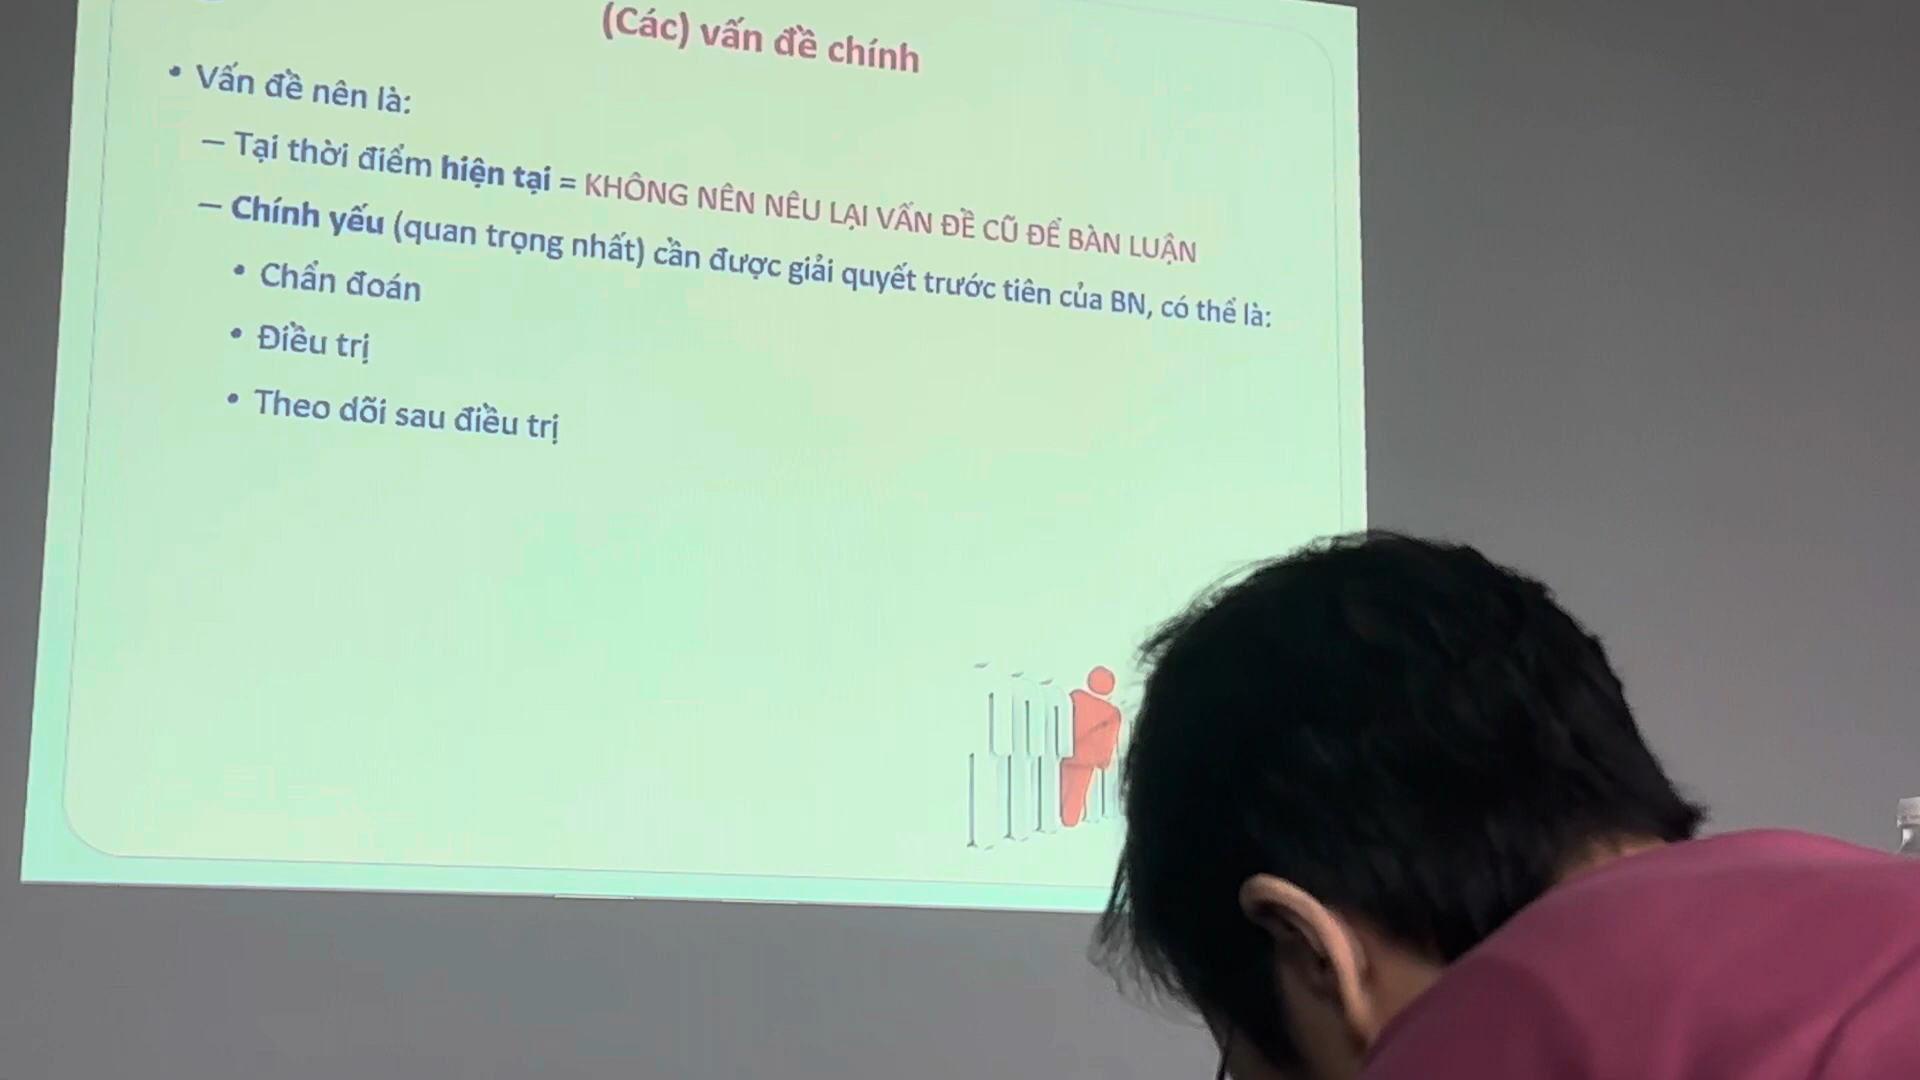 (Các) vấn đề chính
• Vấn đề nên là:
– Tại thời điểm hiện tại = KHÔNG NÊN NÊU LẠI VẤN ĐỀ CŨ ĐỂ BÀN LUẬN
– Chính yếu (quan trọng nhất) cần được giải quyết trước tiên của BN, có thể là:
• Chẩn đoán
• Điều trị
• Theo dõi sau điều trị